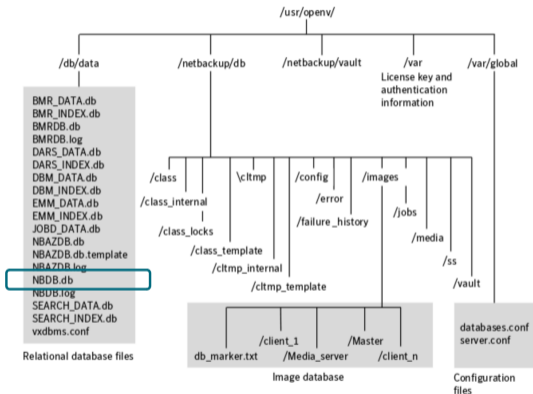 /usr/openv/
/db/data
/netbackup/db
/netbackup/vault
/var
License key and
authentication
information
/var/global
BMR_DATA.db
BMR_INDEX.db
BMRDB.db
BMRDB.log
DARS_DATA.db
DARS_INDEX.db
DBM_DATA.db
DBM_INDEX.db
EMM_DATA.db
EMM_INDEX.db
JOBD_DATA.db
NBAZDB.db
NBAZDB.db.template
NBAZDB.log
NBDB.db
NBDB.log
SEARCH_DATA.db
SEARCH_INDEX.db
vxdbms.conf
Relational database files
/class
/class_internal
/class_locks
/class_template
\cltmp
/cltmp_internal
/cltmp_template
/config
/error
/failure _history
/images
/jobs
/media
/ss
/vault
db_marker.txt
/client_1
/Media_server
/Master
/client_n
Image database
databases.conf
server.conf
Configuration
files